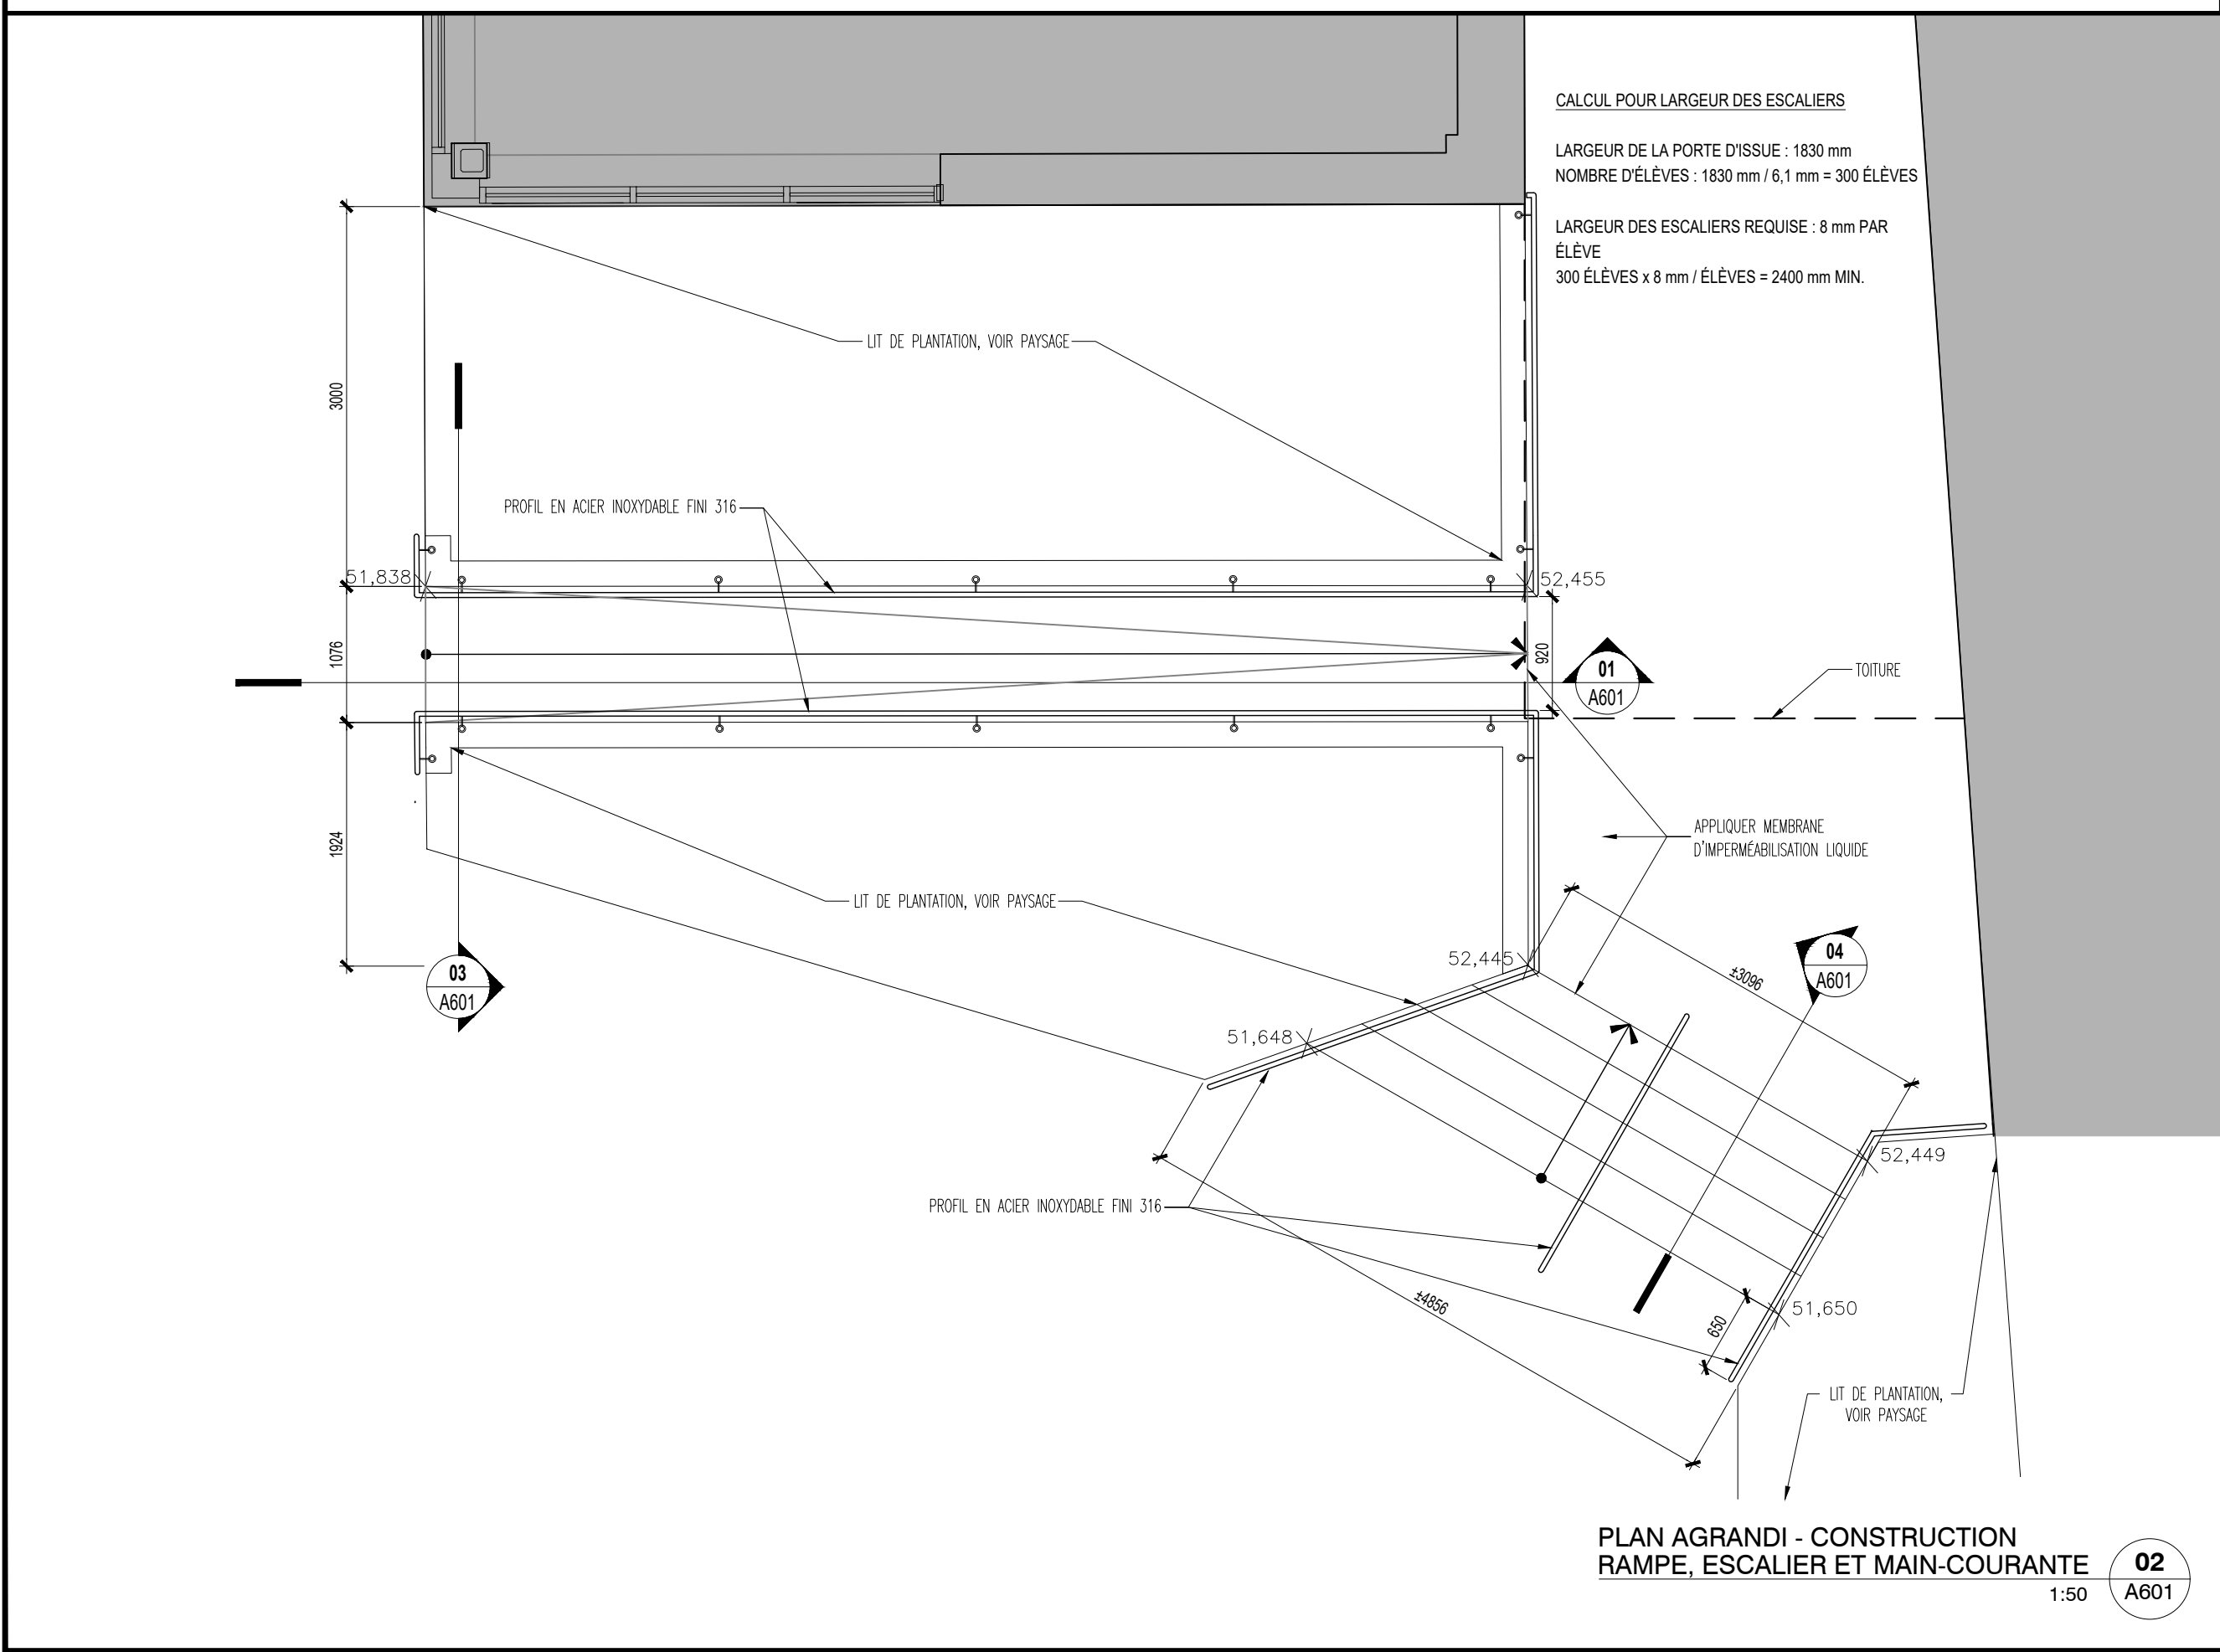 CALCUL POUR LARGEUR DES ESCALIERS
LARGEUR DE LA PORTE D'ISSUE : 1830 mm
NOMBRE D'ÉLÈVES : 1830 mm / 6,1 mm = 300 ÉLÈVES
LARGEUR DES ESCALIERS REQUISE : 8 mm PAR
ÉLÈVE
300 ÉLÈVES x 8 mm / ÉLÈVES = 2400 mm MIN.
LIT DE PLANTATION, VOIR PAYSAGE
3000
PROFIL EN ACIER INOXYDABLE FINI 316
51,838
52,455
1076
920
01
A601
TOITURE
1924
APPLIQUER MEMBRANE
D'IMPERMÉABILISATION LIQUIDE
LIT DE PLANTATION, VOIR PAYSAGE
03
A601
52,445
±3096
04
A601
51,648
52,449
PROFIL EN ACIER INOXYDABLE FINI 316
±4856
650
51,650
LIT DE PLANTATION,
VOIR PAYSAGE
PLAN AGRANDI - CONSTRUCTION
RAMPE, ESCALIER ET MAIN-COURANTE
1:50
02
A601